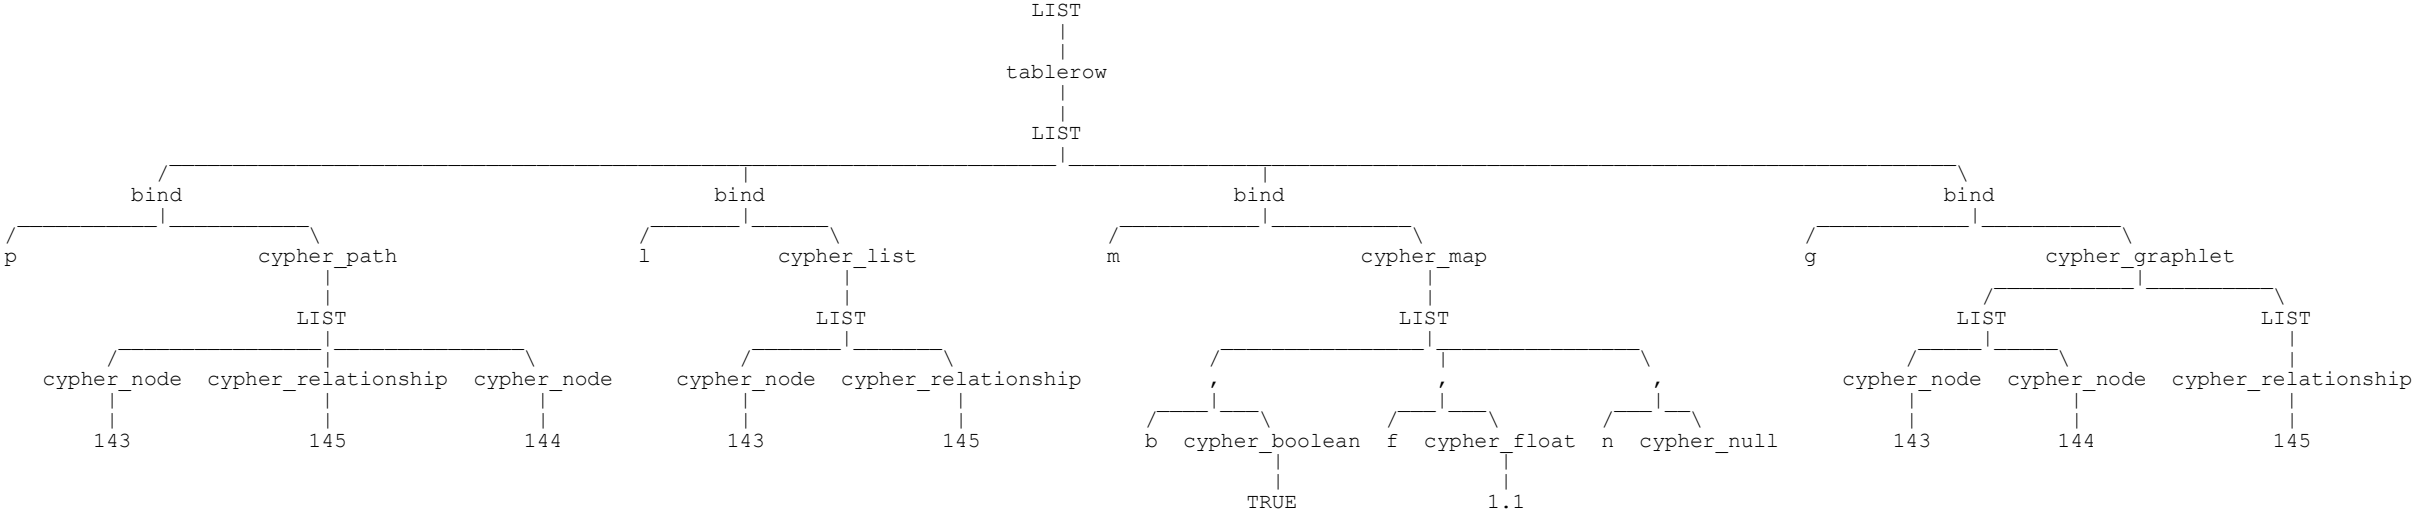 LIST
tablerow
LIST
bind bind bind bind
p cypher_path l cypher_list m cypher_map g cypher_graphlet
LIST LIST LIST LIST LIST
cypher_node cypher_relationship cypher_node cypher_node cypher_relationship , , , cypher_node cypher_node cypher_relationship
143 145 144 143 145 b cypher_boolean f cypher_float n cypher_null 143 144 145
TRUE 1.1